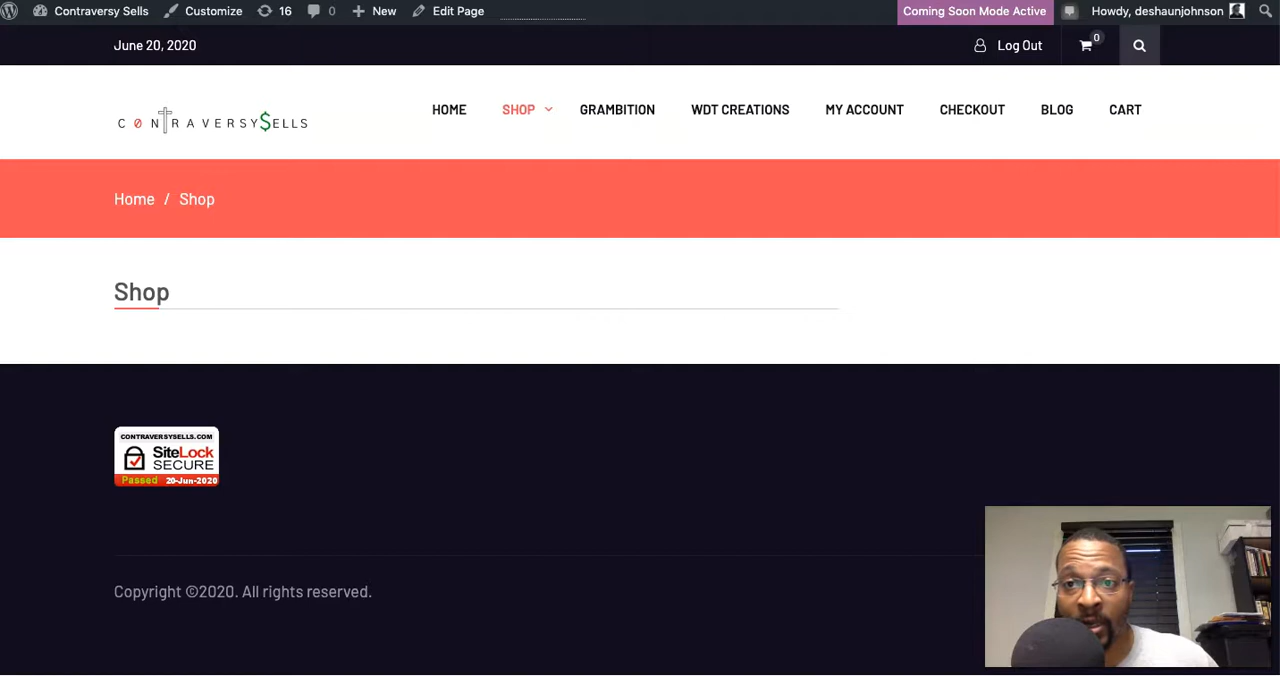 Contraversy Sells 16 0 New Edit Page Customize Coming Soon Mode Active Howdy, deshaunjohnson
June 20, 2020 Log Out 0
C0NTRAVERSY$ELLS HOME SHOP GRAMBITION WDT CREATIONS MY ACCOUNT CHECKOUT BLOG CART
Home / Shop
Shop
CONTRAVERSYSELLS.COM
SiteLock
SECURE
Passed 20-Jun-2020
Copyright ©2020. All rights reserved.